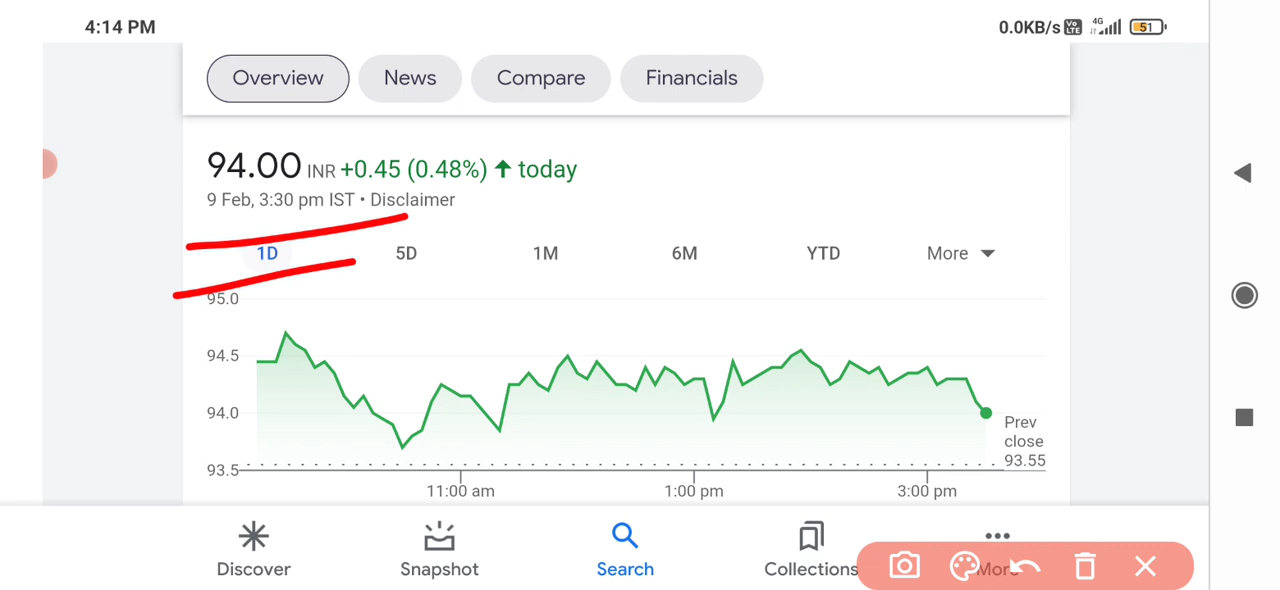 4:14 PM
0.0KB/s Vo LTE 4G 51
Overview News Compare Financials
94.00 INR +0.45 (0.48%) ↑ today
9 Feb, 3:30 pm IST • Disclaimer
1D 5D 1M 6M YTD More
95.0
94.5
94.0
93.5
Prev
close
93.55
11:00 am 1:00 pm 3:00 pm
Discover Snapshot Search Collections More